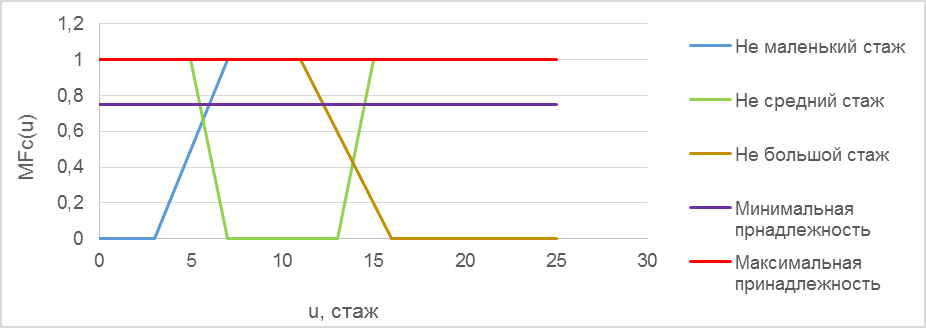 1,2
1
0,8
0,6
0,4
0,2
0
MFc(u)
0 5 10 15 20 25 30
u, стаж
Не маленький стаж
Не средний стаж
Не большой стаж
Минимальная
прнадлежность
Максимальная
принадлежность